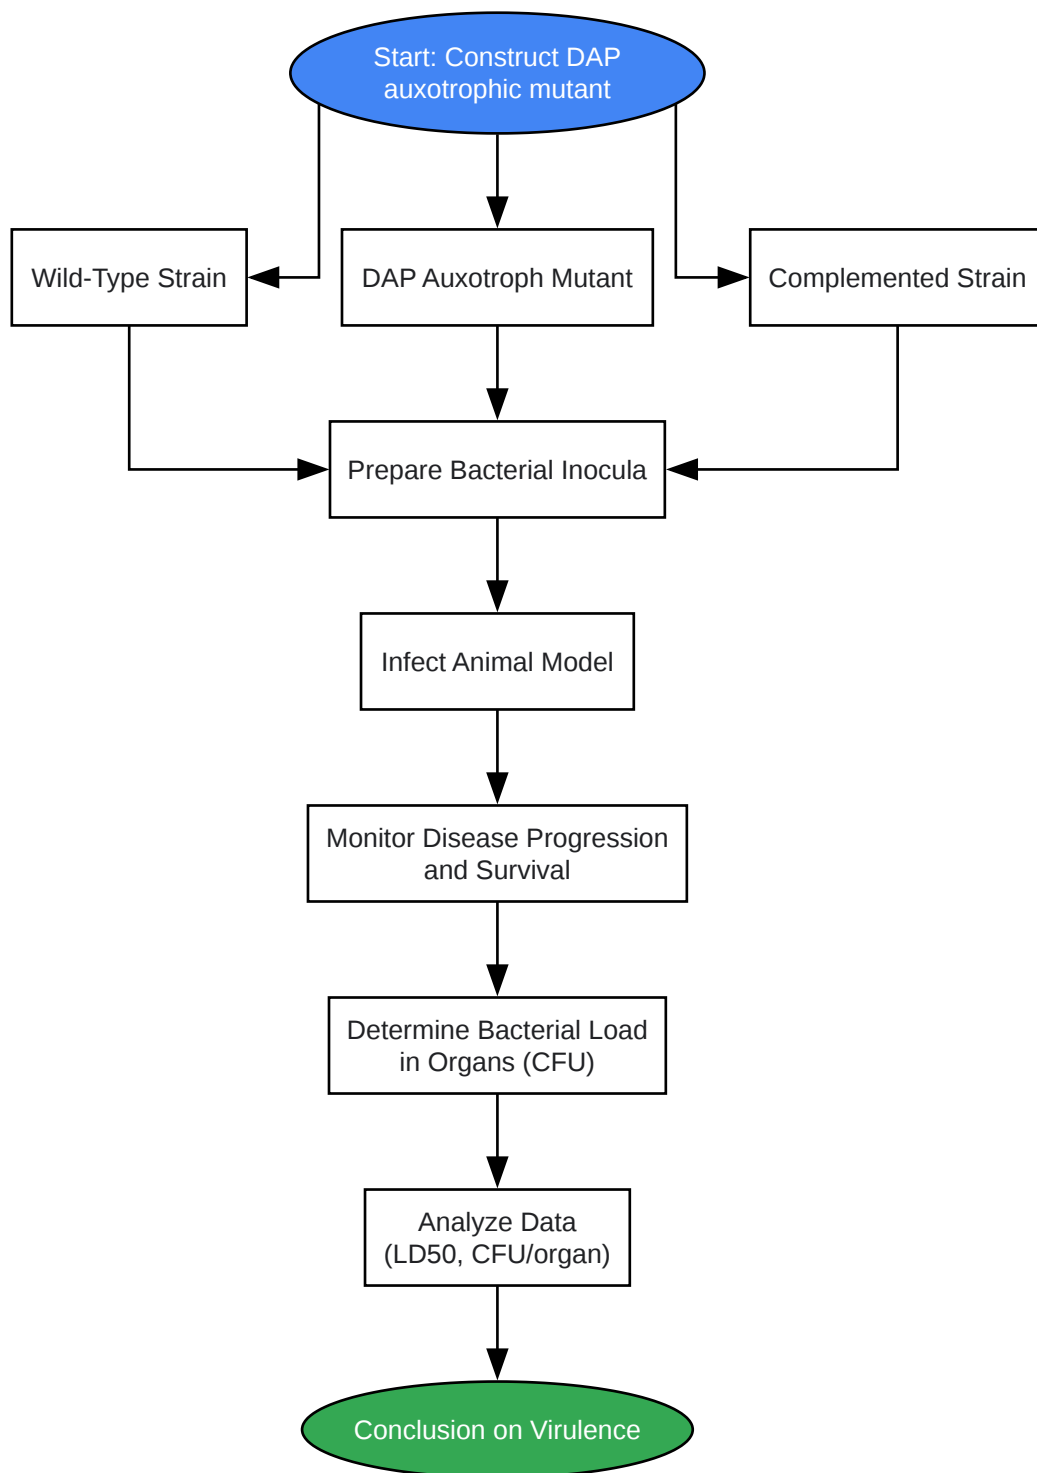 Start: Construct DAP
auxotrophic mutant
Wild-Type Strain
DAP Auxotroph Mutant
Complemented Strain
Prepare Bacterial Inocula
Infect Animal Model
Monitor Disease Progression
and Survival
Determine Bacterial Load
in Organs (CFU)
Analyze Data
(LD50, CFU/organ)
Conclusion on Virulence